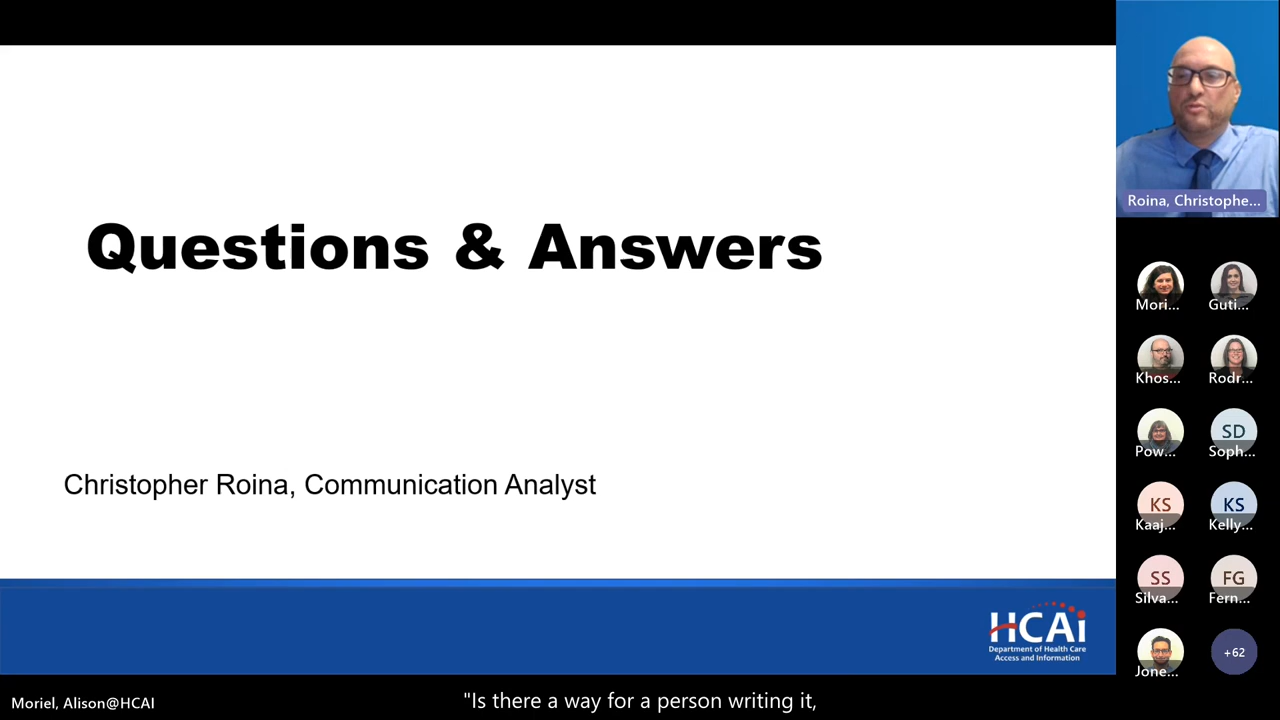 Questions & Answers
Christopher Roina, Communication Analyst
HCAi
Department of Health Care
Access and Information
Roina, Christophe...
Mori...
Guti...
Khos...
Rodr...
Pow...
SD
Soph...
KS
Kaaj...
KS
Kelly...
SS
Silva...
FG
Fern...
Jone...
+62
Moriel, Alison@HCAI
"Is there a way for a person writing it,